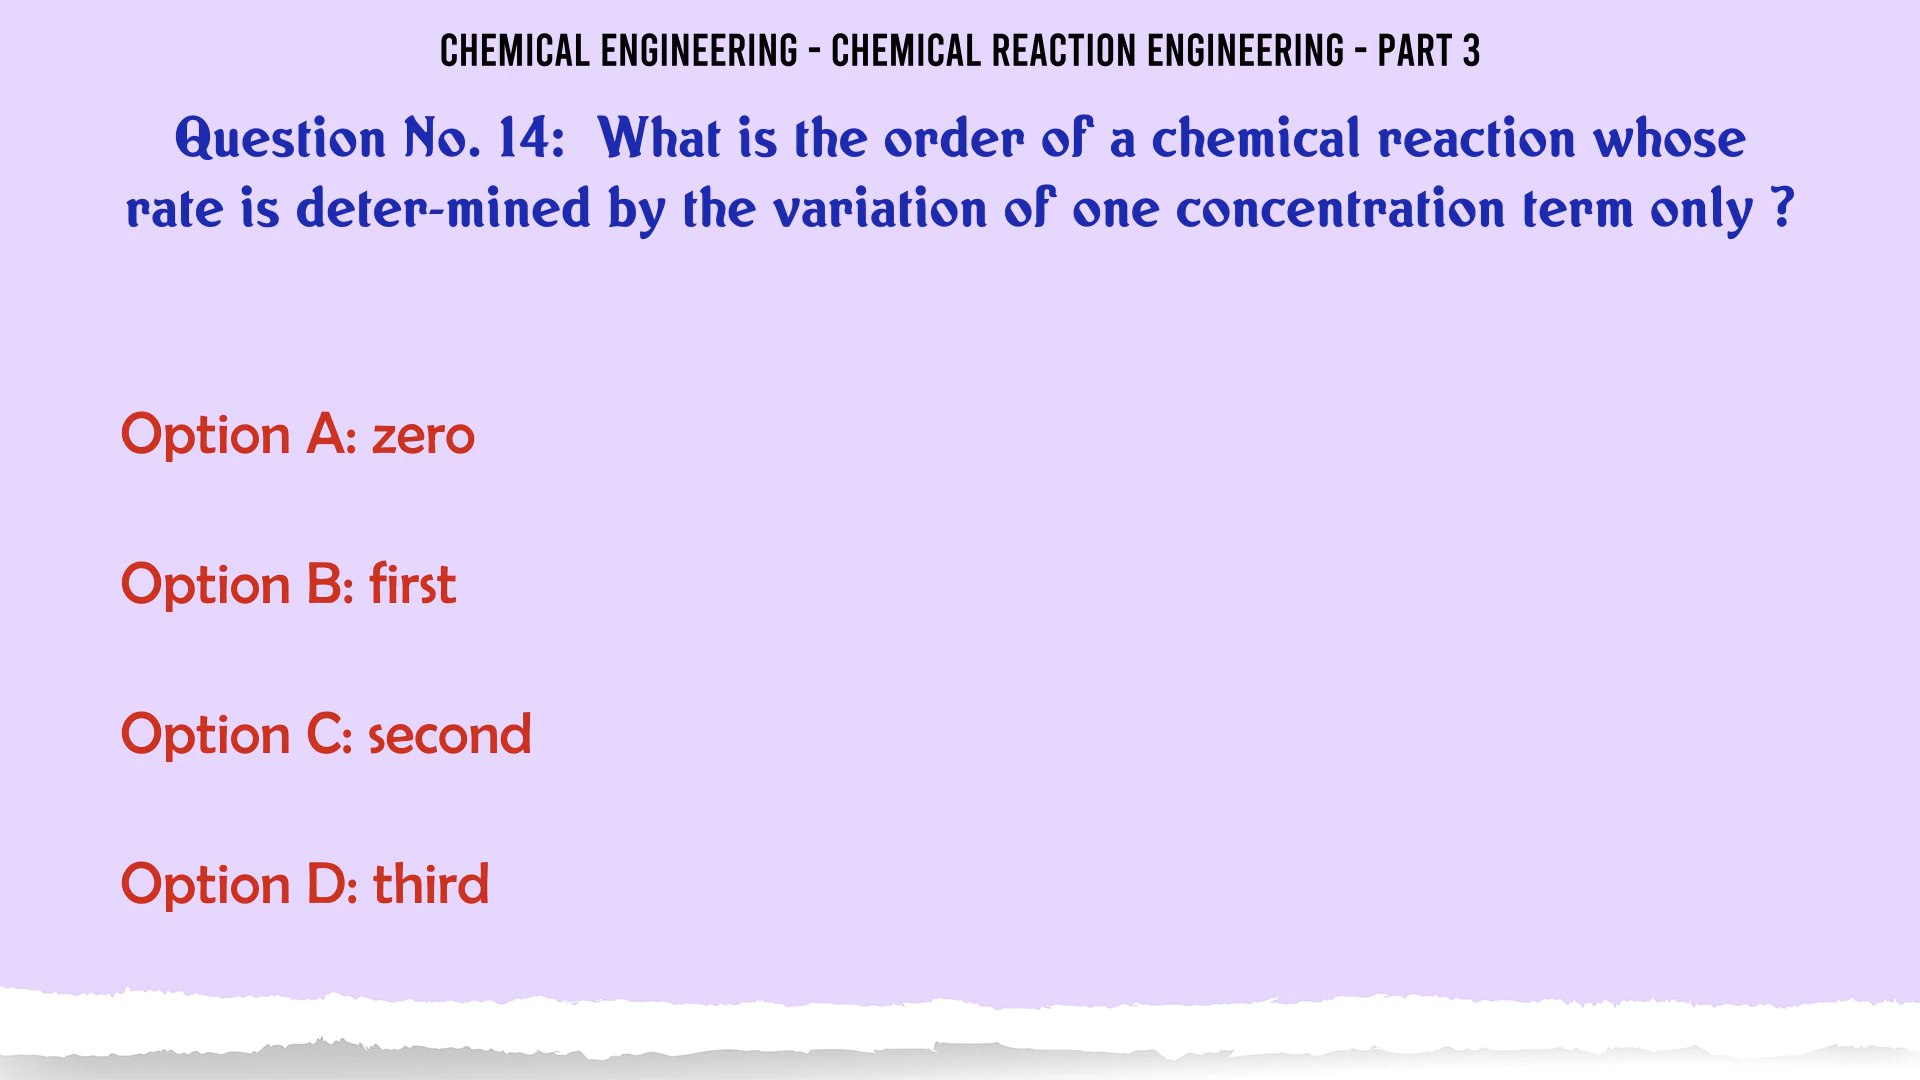 CHEMICAL ENGINEERING - CHEMICAL REACTION ENGINEERING - PART 3
Question No. 14: What is the order of a chemical reaction whose
rate is deter-mined by the variation of one concentration term only ?
Option A: zero
Option B: first
Option C: second
Option D: third